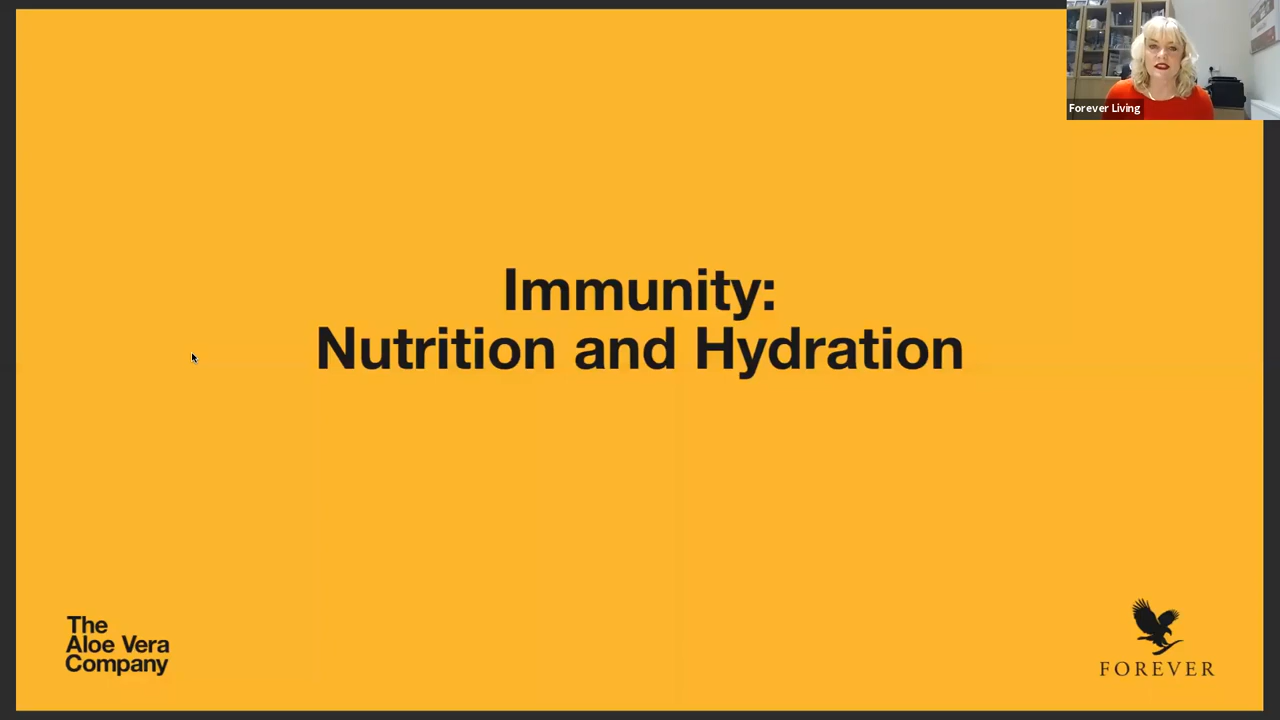 Forever Living
Immunity:
Nutrition and Hydration
The
Aloe Vera
Company
FOREVER